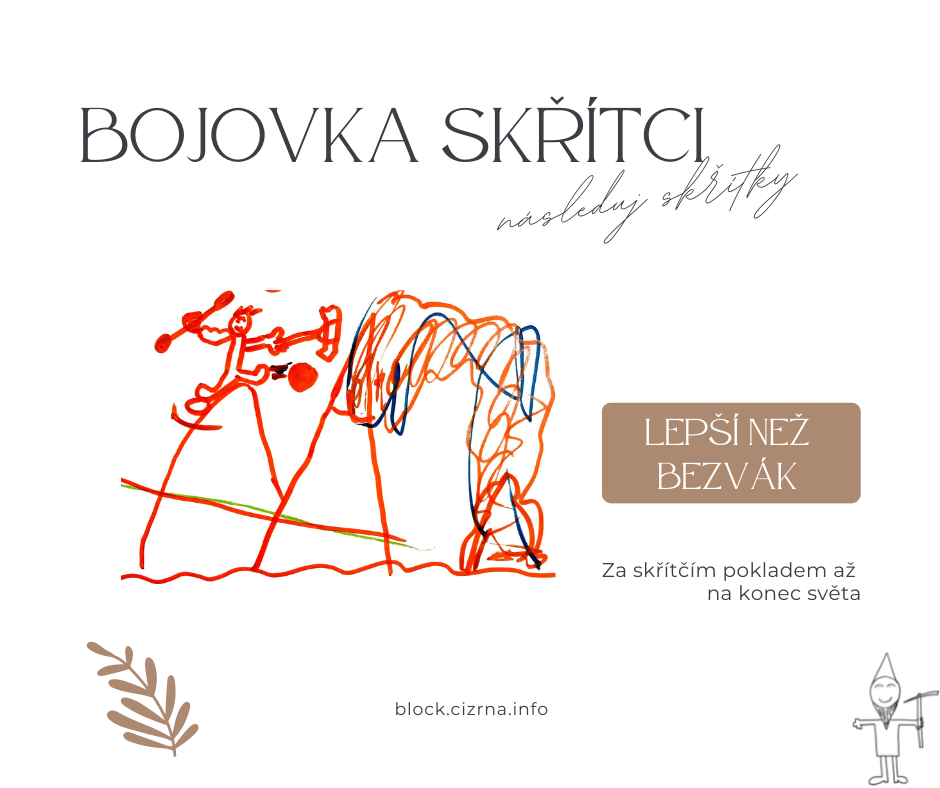 BOJOVKA SKŘÍTCI
následuj skřítky
LEPŠÍ NEŽ
BEZVÁK
Za skřítčím pokladem až
na konec světa
block.cizrna.info